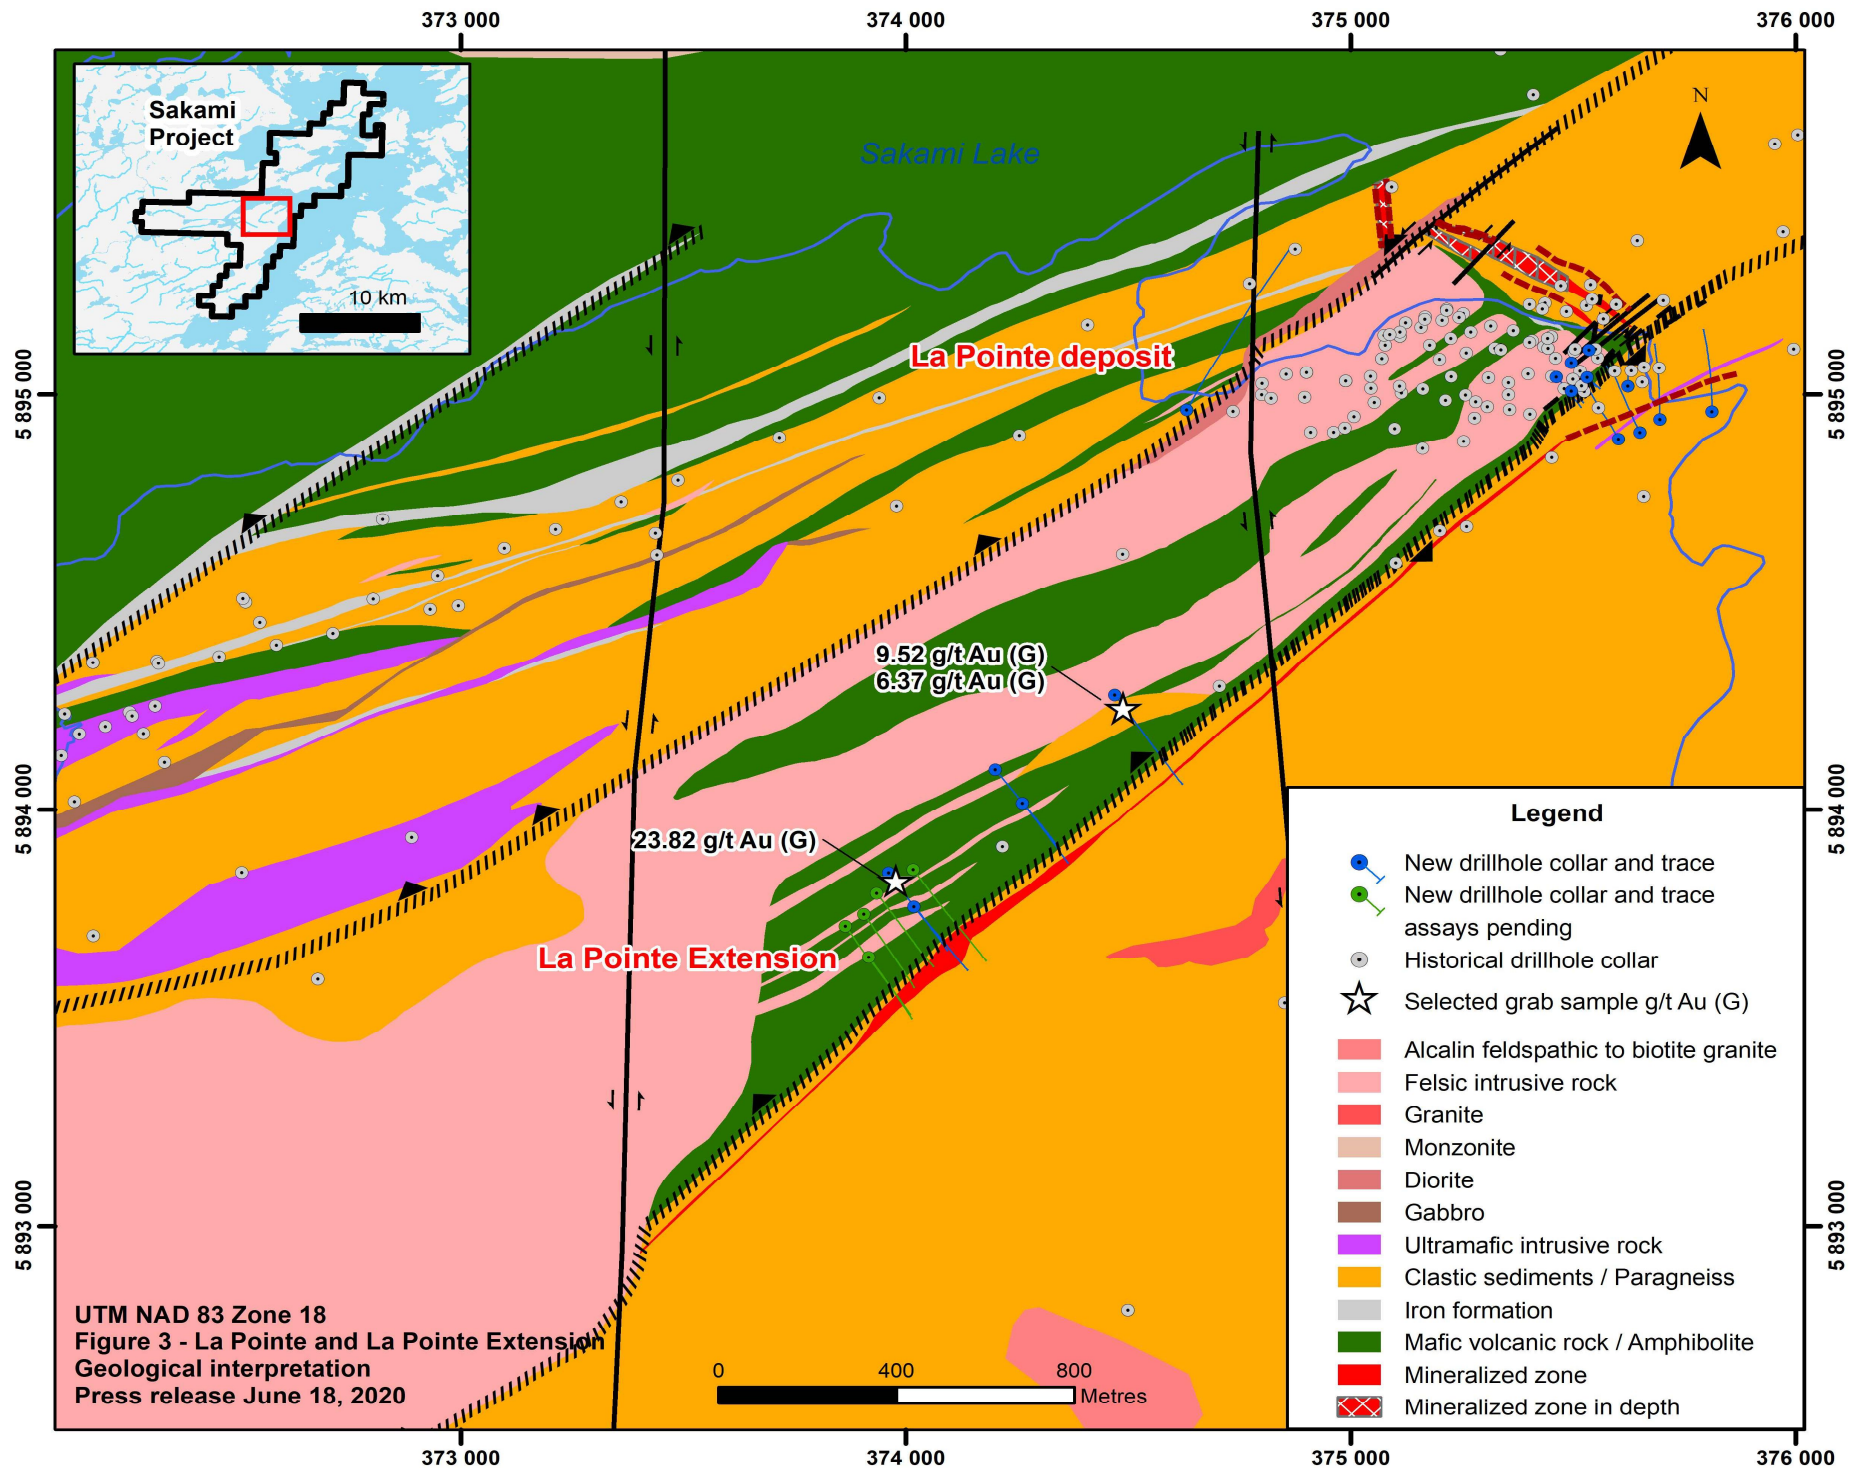 373 000
374 000
375 000
376 000
Sakami
Project
10 km
Sakami Lake
N
La Pointe deposit
5 895 000
5 895 000
9.52 g/t Au (G)
6.37 g/t Au (G)
5 894 000
5 894 000
23.82 g/t Au (G)
La Pointe Extension
Legend
New drillhole collar and trace
New drillhole collar and trace
assays pending
Historical drillhole collar
Selected grab sample g/t Au (G)
Alcalin feldspathic to biotite granite
Felsic intrusive rock
Granite
Monzonite
Diorite
Gabbro
Ultramafic intrusive rock
Clastic sediments / Paragneiss
Iron formation
Mafic volcanic rock / Amphibolite
Mineralized zone
Mineralized zone in depth
5 893 000
5 893 000
UTM NAD 83 Zone 18
Figure 3 - La Pointe and La Pointe Extension
Geological interpretation
Press release June 18, 2020
0 400 800
Metres
373 000
374 000
375 000
376 000